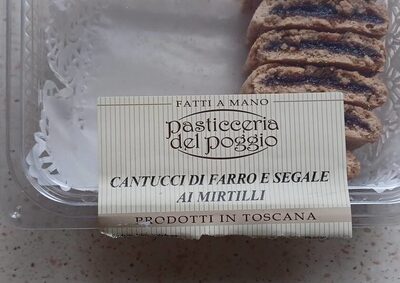 FATTI A MANO
Pasticceria
del Poggio
CANTUCCI DI FARRO E SEGALE
AI MIRTILLI
PRODOTTI IN TOSCANA